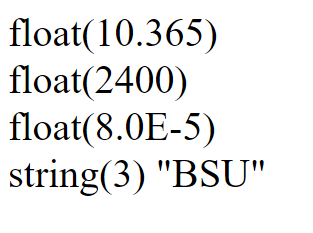 float(10.365)
float(2400)
float(8.0E-5)
string(3) "BSU"